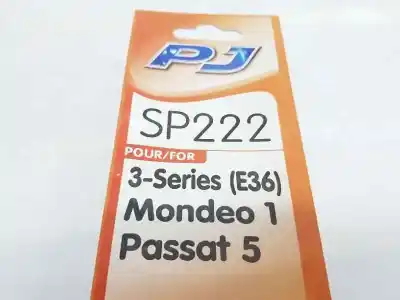 PJ
SP222
POUR/FOR
3-Series (E36)
Mondeo 1
Passat 5